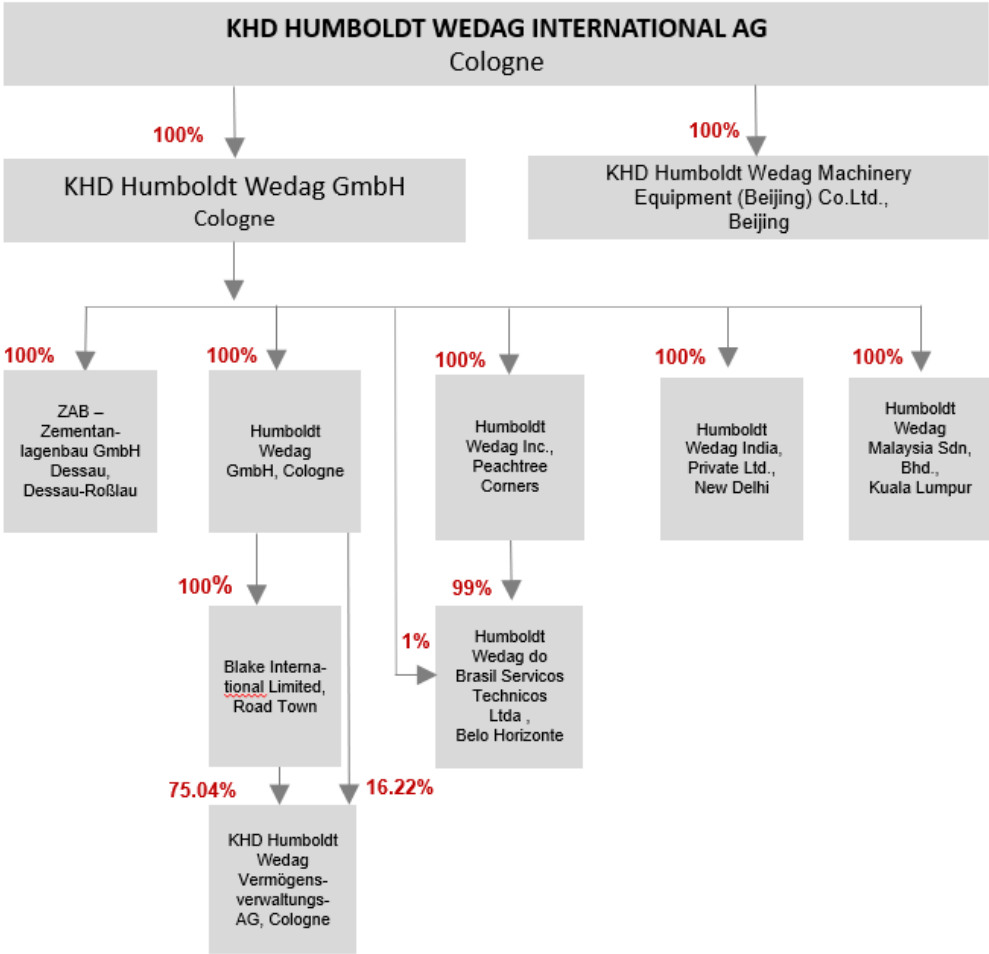 KHD HUMBOLDT WEDAG INTERNATIONAL AG
Cologne
100%
100%
KHD Humboldt Wedag GmbH
Cologne
KHD Humboldt Wedag Machinery
Equipment (Beijing) Co.Ltd.,
Beijing
100%
100%
100%
100%
100%
ZAB –
Zementan-
lagenbau GmbH
Dessau,
Dessau-Roßlau
Humboldt
Wedag
GmbH, Cologne
Humboldt
Wedag Inc.,
Peachtree
Corners
Humboldt
Wedag India,
Private Ltd.,
New Delhi
Humboldt
Wedag
Malaysia Sdn,
Bhd.,
Kuala Lumpur
100%
99%
1%
Blake Interna-
tional Limited,
Road Town
Humboldt
Wedag do
Brasil Servicos
Technicos
Ltda ,
Belo Horizonte
75.04%
16.22%
KHD Humboldt
Wedag
Vermögens-
verwaltungs-
AG, Cologne